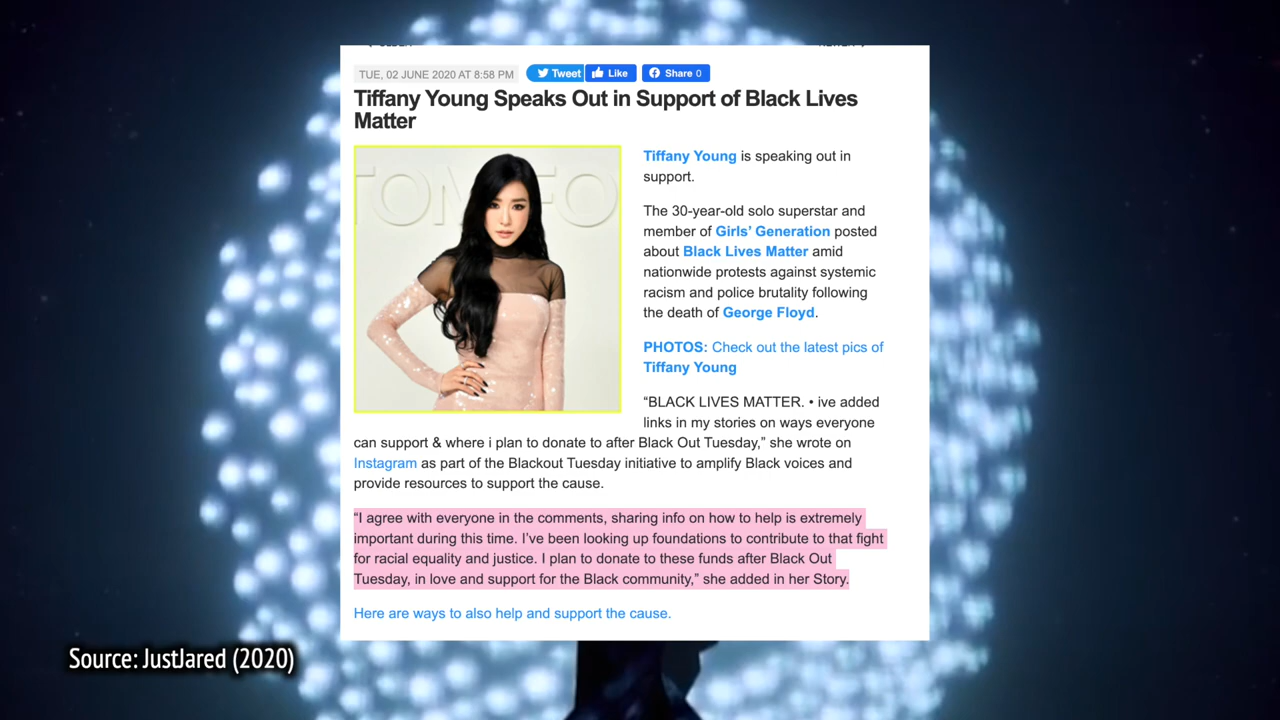 TUE, 02 JUNE 2020 AT 8:58 PM
Tweet
Like
Share 0
Tiffany Young Speaks Out in Support of Black Lives
Matter
TOM FO
Tiffany Young is speaking out in
support.
The 30-year-old solo superstar and
member of Girls’ Generation posted
about Black Lives Matter amid
nationwide protests against systemic
racism and police brutality following
the death of George Floyd.
PHOTOS: Check out the latest pics of
Tiffany Young
“BLACK LIVES MATTER. • ive added
links in my stories on ways everyone
can support & where i plan to donate to after Black Out Tuesday,” she wrote on
Instagram as part of the Blackout Tuesday initiative to amplify Black voices and
provide resources to support the cause.
“I agree with everyone in the comments, sharing info on how to help is extremely
important during this time. I’ve been looking up foundations to contribute to that fight
for racial equality and justice. I plan to donate to these funds after Black Out
Tuesday, in love and support for the Black community,” she added in her Story.
Here are ways to also help and support the cause.
Source: JustJared (2020)